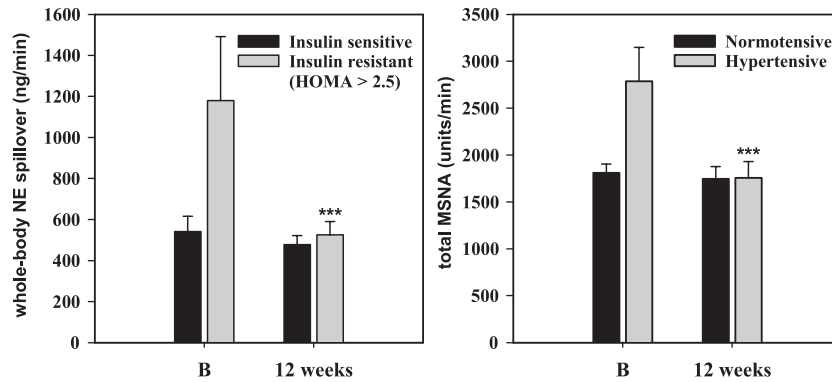 whole-body NE spillover (ng/min)
1600
1400
1200
1000
800
600
400
200
0
Insulin sensitive
Insulin resistant
(HOMA > 2.5)
***
B
12 weeks
total MSNA (units/min)
3500
3000
2500
2000
1500
1000
500
0
Normotensive
Hypertensive
***
B
12 weeks